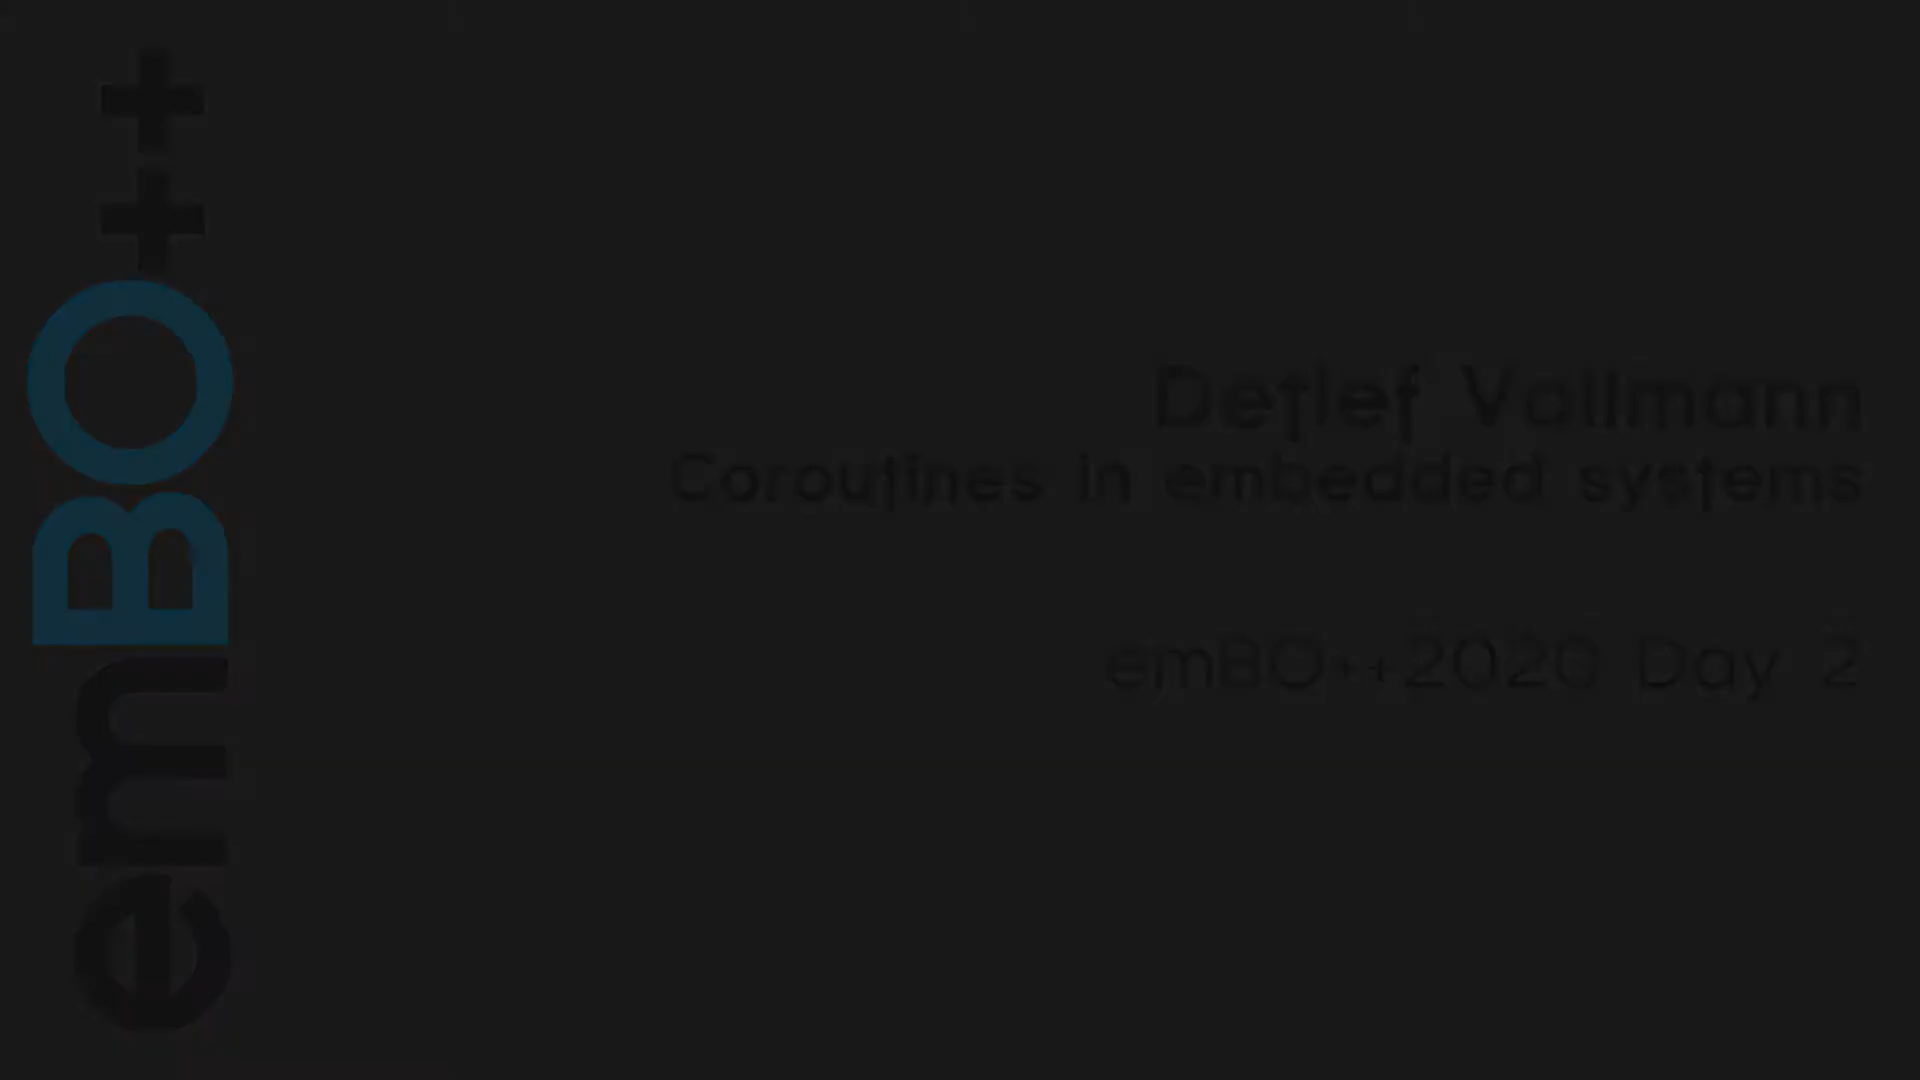 emBO++
Detlef Vollmann
Coroutines in embedded systems
emBO++2020 Day 2